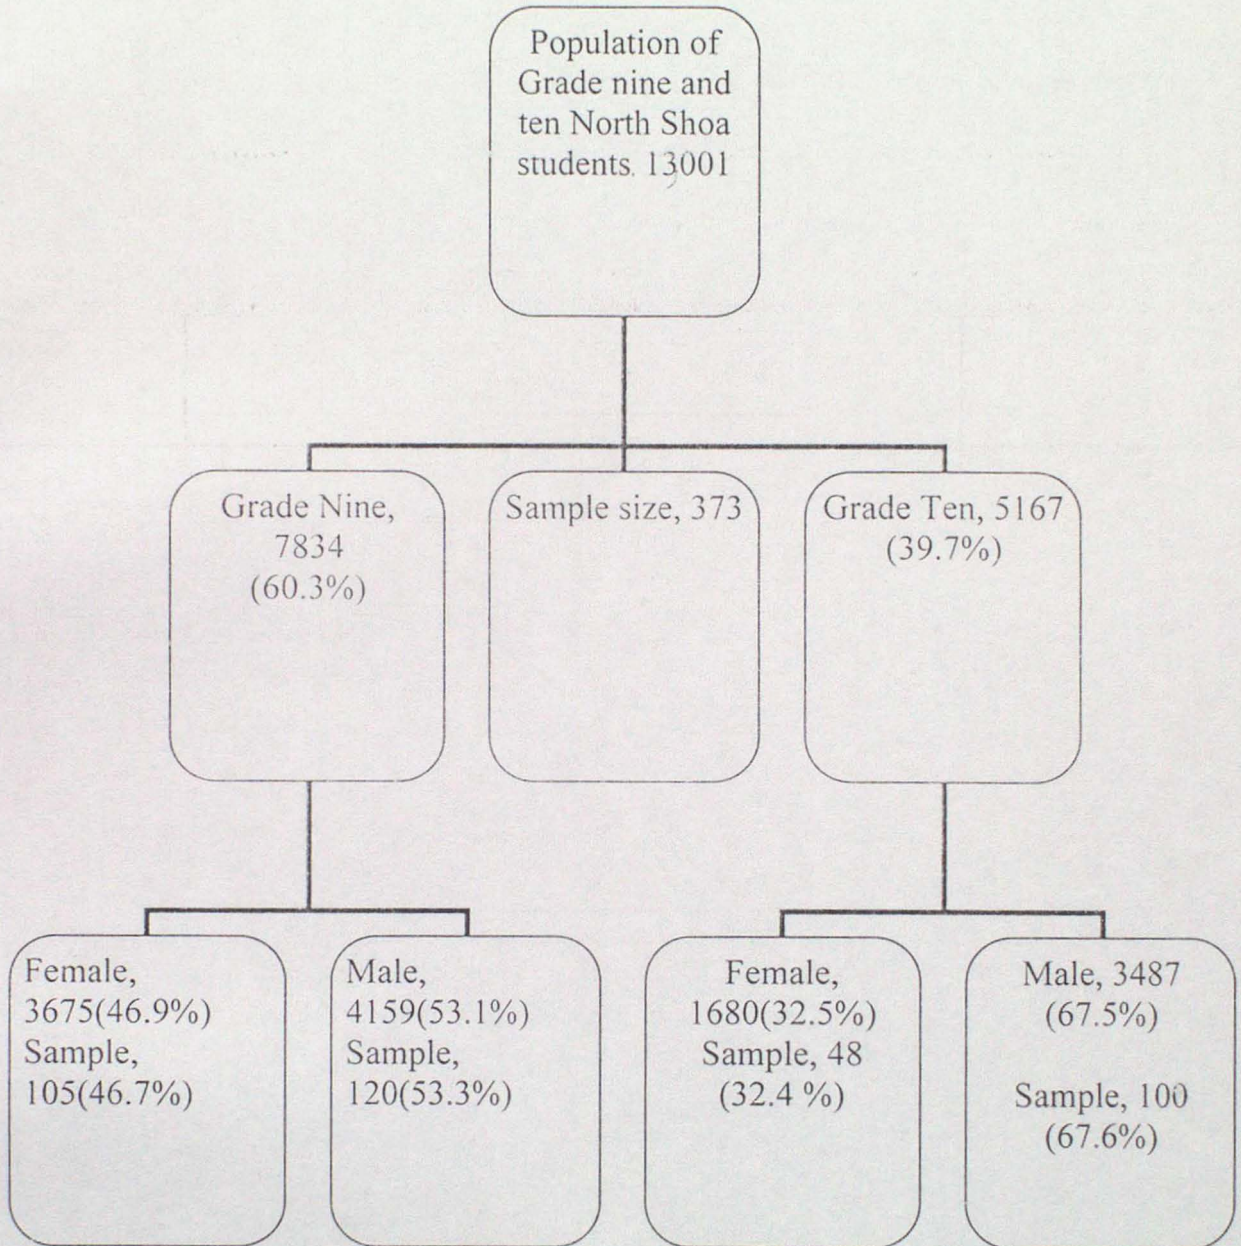 Population of
Grade nine and
ten North Shoa
students. 13001
Grade Nine,
7834
(60.3%)
Sample size, 373
Grade Ten, 5167
(39.7%)
Female,
3675(46.9%)
Sample,
105(46.7%)
Male,
4159(53.1%)
Sample,
120(53.3%)
Female,
1680(32.5%)
Sample, 48
(32.4 %)
Male, 3487
(67.5%)
Sample, 100
(67.6%)